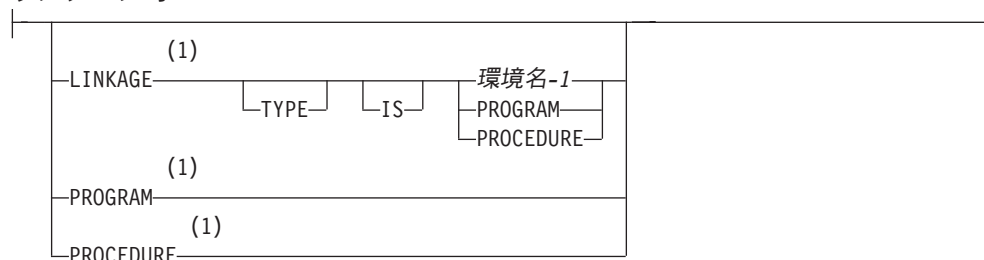 (1)
LINKAGE
環境名-1
TYPE IS PROGRAM
PROCEDURE
(1)
PROGRAM
(1)
PROCEDURE